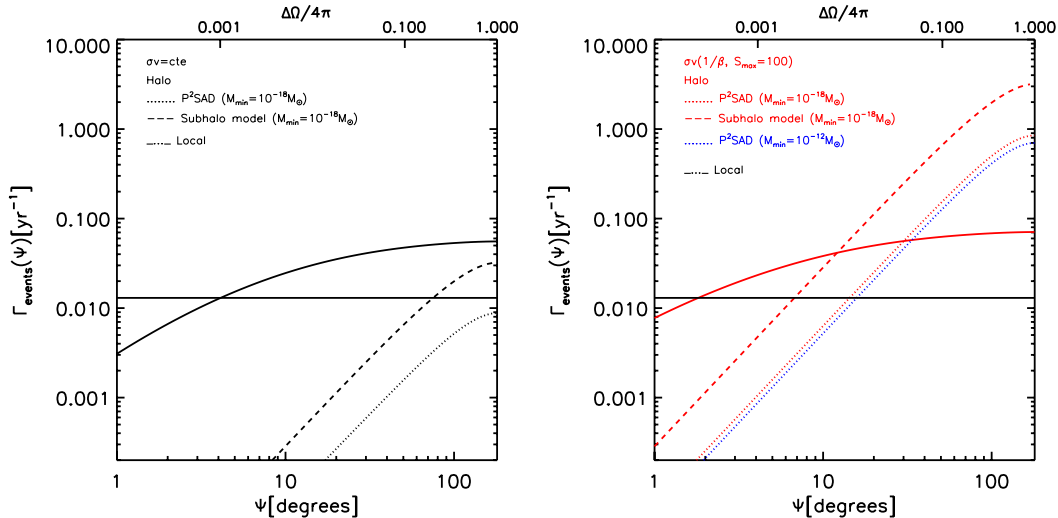 ΔΩ/4π
0.001 0.100 1.000
10.000
1.000
0.100
0.010
0.001
Γevents(Ψ)[yr⁻¹]
σv=cte
Halo
P²SAD (Mmin=10⁻¹⁸M⊙)
Subhalo model (Mmin=10⁻¹⁸M⊙)
Local
1 10 100
Ψ[degrees]
ΔΩ/4π
0.001 0.100 1.000
10.000
1.000
0.100
0.010
0.001
Γevents(Ψ)[yr⁻¹]
σv(1/β, Smax=100)
Halo
P²SAD (Mmin=10⁻¹⁸M⊙)
Subhalo model (Mmin=10⁻¹⁸M⊙)
P²SAD (Mmin=10⁻¹²M⊙)
Local
1 10 100
Ψ[degrees]